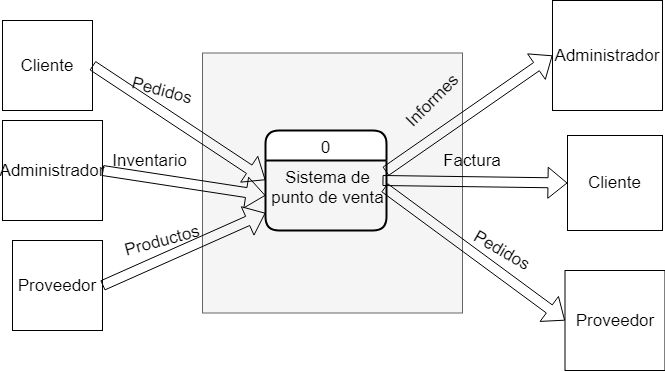 Cliente
Pedidos
Administrador
Inventario
Proveedor
Productos
0
Sistema de
punto de venta
Informes
Administrador
Factura
Cliente
Pedidos
Proveedor